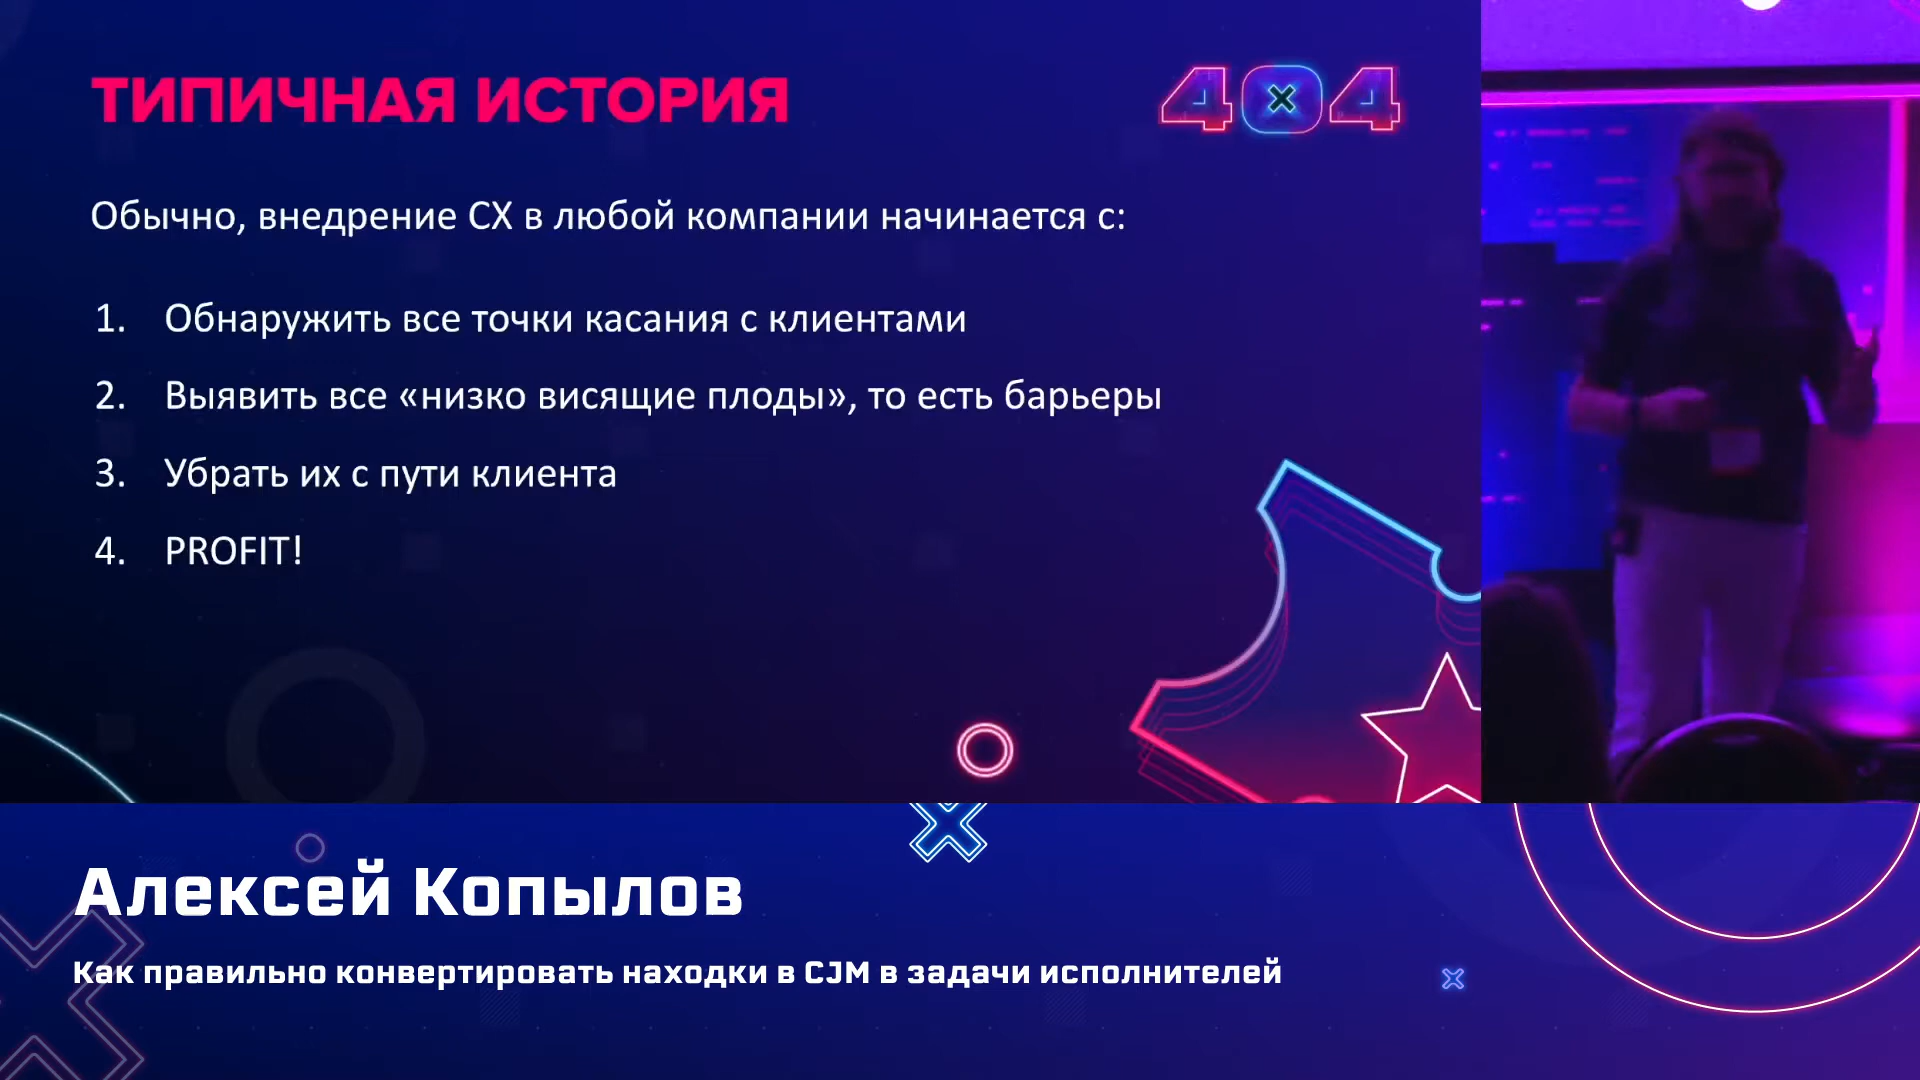 ТИПИЧНАЯ ИСТОРИЯ
404
Обычно, внедрение CX в любой компании начинается с:
1. Обнаружить все точки касания с клиентами
2. Выявить все «низко висящие плоды», то есть барьеры
3. Убрать их с пути клиента
4. PROFIT!
Алексей Копылов
Как правильно конвертировать находки в CJM в задачи исполнителей